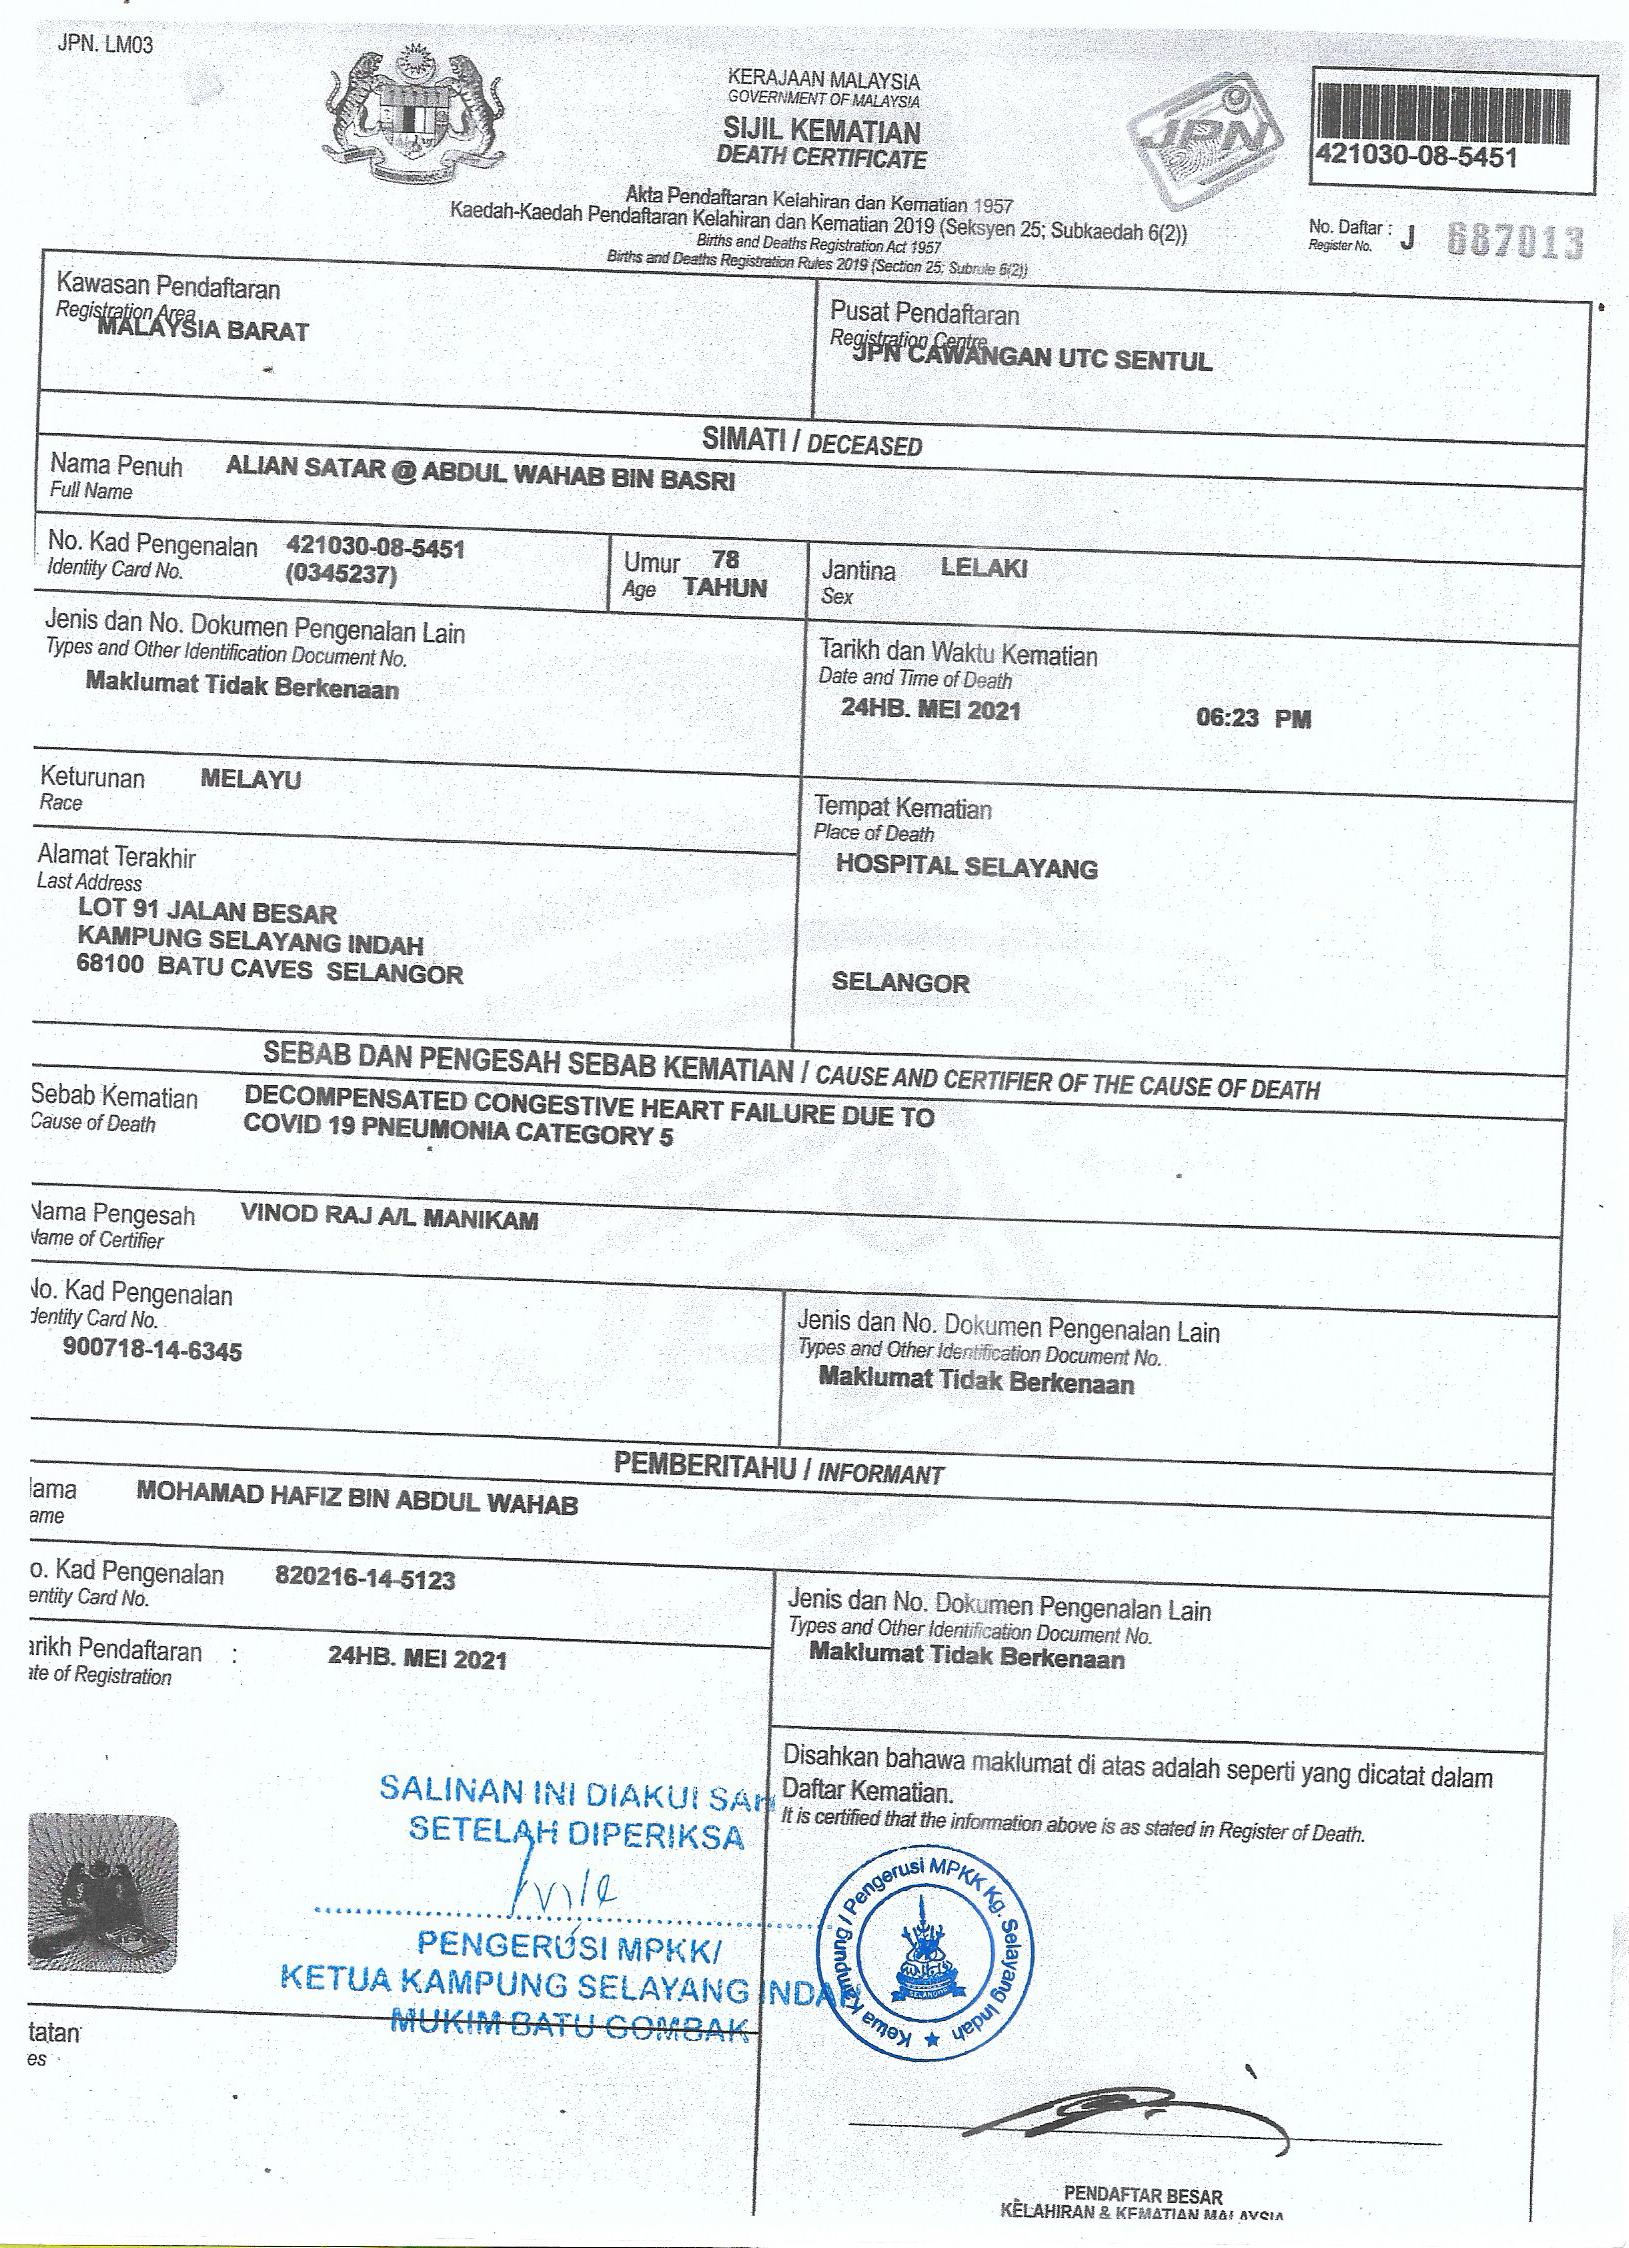 JPN. LM03
KERAJAAN MALAYSIA
GOVERNMENT OF MALAYSIA
SIJIL KEMATIAN
DEATH CERTIFICATE
JPN
421030-08-5451
Akta Pendaftaran Kelahiran dan Kematian 1957
Kaedah-Kaedah Pendaftaran Kelahiran dan Kematian 2019 (Seksyen 25; Subkaedah 6(2))
Births and Deaths Registration Act 1957
Births and Deaths Registration Rules 2019 (Section 25; Subrule 6(2))
No. Daftar : J 687013
Register No.
Kawasan Pendaftaran
Registration Area
MALAYSIA BARAT
Pusat Pendaftaran
Registration Centre
JPN CAWANGAN UTC SENTUL
SIMATI / DECEASED
Nama Penuh ALIAN SATAR @ ABDUL WAHAB BIN BASRI
Full Name
No. Kad Pengenalan 421030-08-5451
Identity Card No. (0345237)
Umur 78
Age TAHUN
Jantina LELAKI
Sex
Jenis dan No. Dokumen Pengenalan Lain
Types and Other Identification Document No.
Maklumat Tidak Berkenaan
Tarikh dan Waktu Kematian
Date and Time of Death
24HB. MEI 2021 06:23 PM
Keturunan MELAYU
Race
Tempat Kematian
Place of Death
HOSPITAL SELAYANG
SELANGOR
Alamat Terakhir
Last Address
LOT 91 JALAN BESAR
KAMPUNG SELAYANG INDAH
68100 BATU CAVES SELANGOR
SEBAB DAN PENGESAH SEBAB KEMATIAN / CAUSE AND CERTIFIER OF THE CAUSE OF DEATH
Sebab Kematian DECOMPENSATED CONGESTIVE HEART FAILURE DUE TO
Cause of Death COVID 19 PNEUMONIA CATEGORY 5
Nama Pengesah VINOD RAJ A/L MANIKAM
Name of Certifier
No. Kad Pengenalan
dentity Card No.
900718-14-6345
Jenis dan No. Dokumen Pengenalan Lain
Types and Other Identification Document No.
Maklumat Tidak Berkenaan
PEMBERITAHU / INFORMANT
lama MOHAMAD HAFIZ BIN ABDUL WAHAB
ame
o. Kad Pengenalan 820216-14-5123
entity Card No.
Jenis dan No. Dokumen Pengenalan Lain
Types and Other Identification Document No.
Maklumat Tidak Berkenaan
arikh Pendaftaran : 24HB. MEI 2021
ate of Registration
Disahkan bahawa maklumat di atas adalah seperti yang dicatat dalam
Daftar Kematian.
It is certified that the information above is as stated in Register of Death.
SALINAN INI DIAKUI SAH
SETELAH DIPERIKSA
PENGERUSI MPKK/
KETUA KAMPUNG SELAYANG INDAH
MUKIM BATU GOMBAK
Ketua Kampung / Pengerusi MPKK Kg. Selayang Indah
SELANGOR
tatan
es
PENDAFTAR BESAR
KELAHIRAN & KEMATIAN MALAYSIA